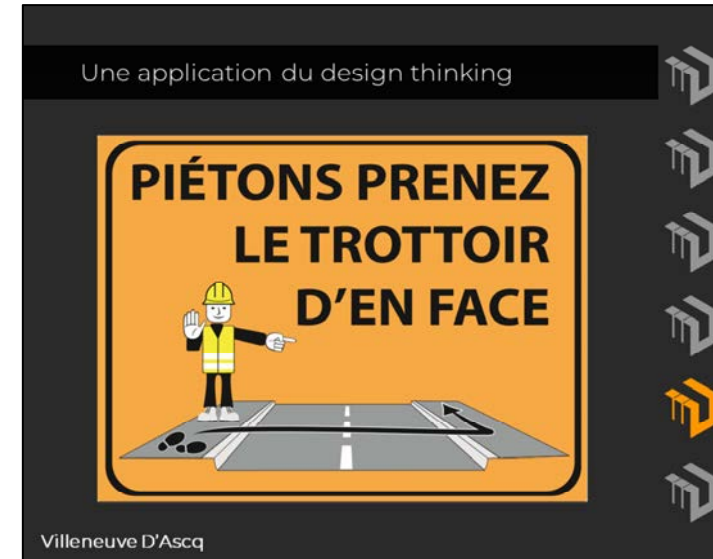 Une application du design thinking
PIÉTONS PRENEZ
LE TROTTOIR
D’EN FACE
Villeneuve D’Ascq